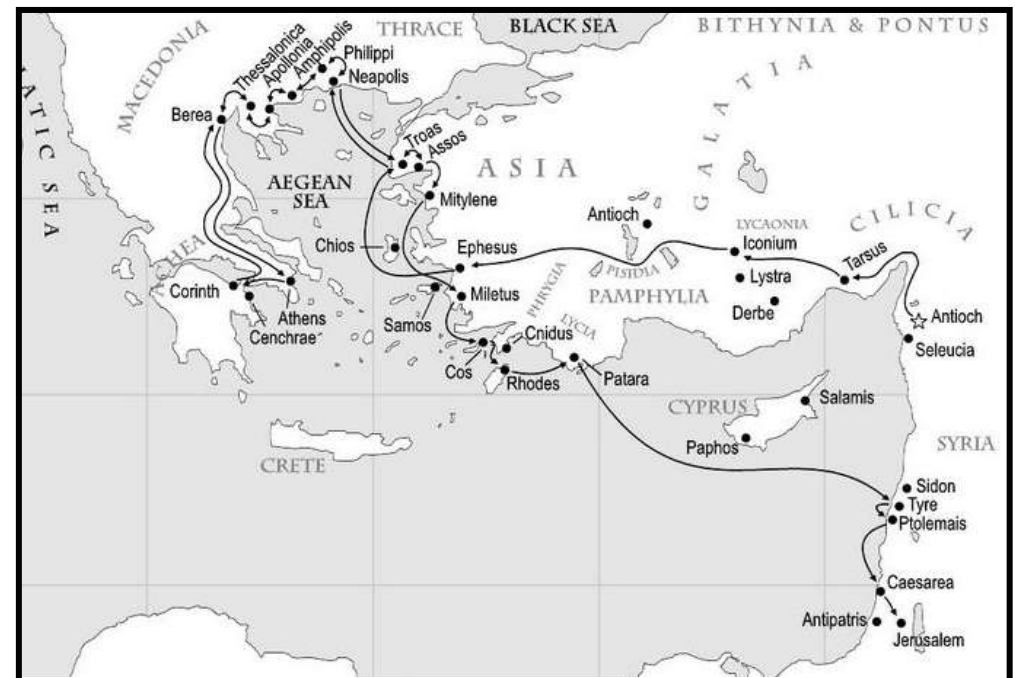 THRACE
BLACK SEA
BITHYNIA & PONTUS
MACEDONIA
Thessalonica
Apollonia
Amphipolis
Philippi
Neapolis
Berea
ATIC SEA
GALATIA
Troas
Assos
ASIA
AEGEAN
SEA
Mitylene
Antioch
LYCAONIA
CILICIA
Chios
Ephesus
Iconium
Tarsus
ACHEA
PISIDIA
Lystra
Corinth
Miletus
PHRYGIA
PAMPHYLIA
Derbe
Antioch
Athens
Samos
LYCIA
Cenchrae
Cnidus
Seleucia
Cos
Rhodes
Patara
Salamis
CYPRUS
Paphos
SYRIA
CRETE
Sidon
Tyre
Ptolemais
Caesarea
Antipatris
Jerusalem